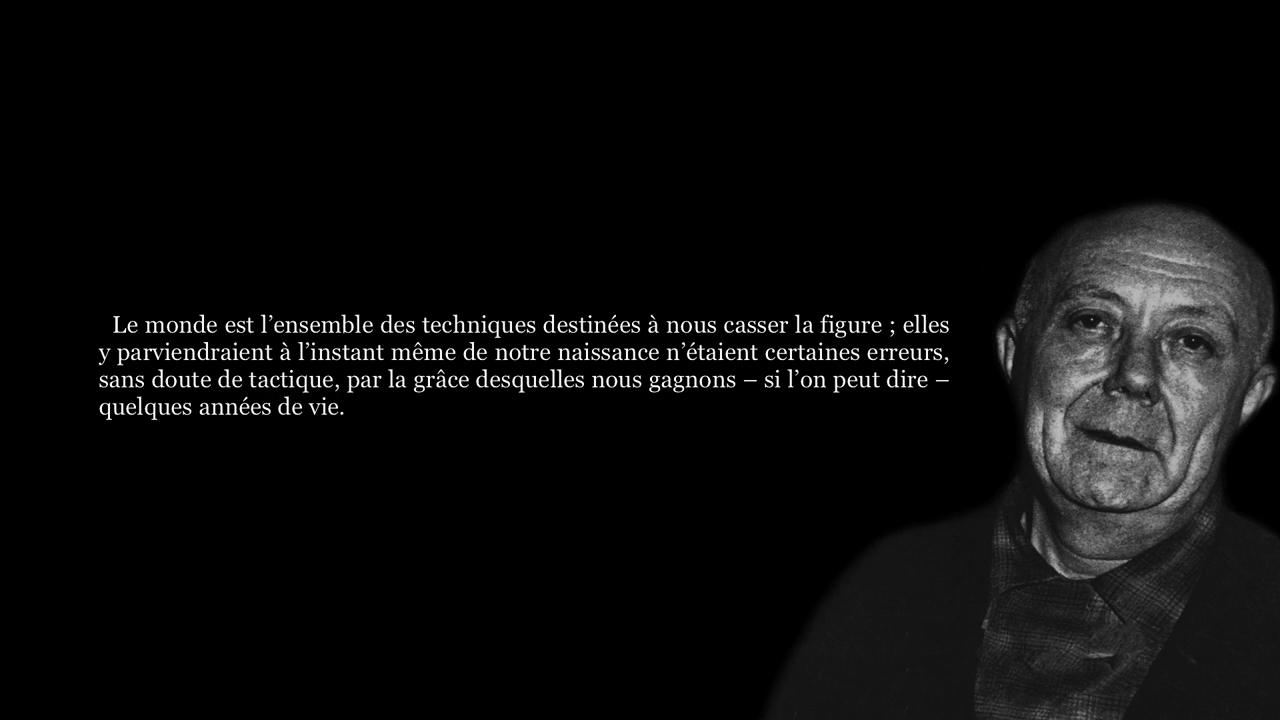 Le monde est l’ensemble des techniques destinées à nous casser la figure ; elles
y parviendraient à l’instant même de notre naissance n’étaient certaines erreurs,
sans doute de tactique, par la grâce desquelles nous gagnons – si l’on peut dire –
quelques années de vie.